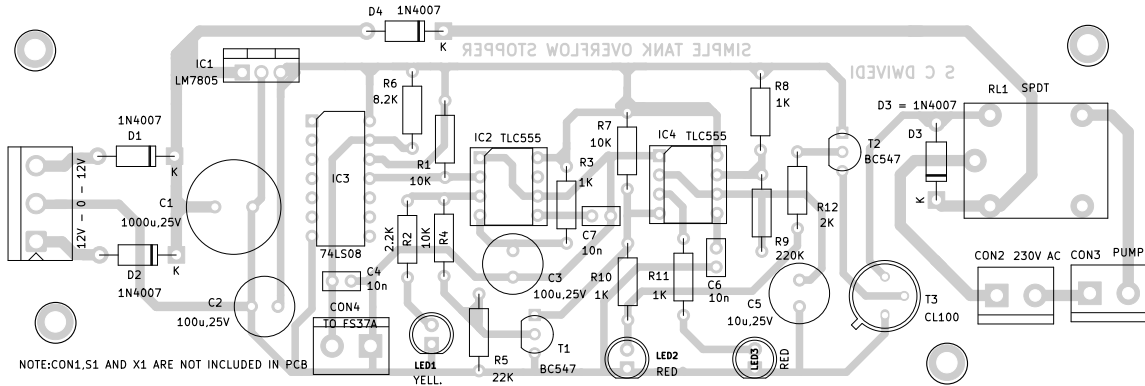 D4
1N4007
K
SIMPLE TANK OVERFLOW STOPPER
S C DWIVEDI
IC1
LM7805
R6
8.2K
R8
1K
RL1 SPDT
D3 = 1N4007
1N4007
D1
K
12V - 0 - 12V
R1
10K
IC2 TLC555
R7
10K
IC4 TLC555
T2
BC547
D3
K
IC3
R3
1K
C1
1000u,25V
2.2K
R2
10K
R4
C7
10n
R12
2K
R9
220K
D2
1N4007
K
74LS08
C4
10n
C3
100u,25V
R10
1K
R11
1K
C6
10n
CON2 230V AC
CON3 PUMP
C2
100u,25V
CON4
TO FS37A
C5
10u,25V
T3
CL100
LED1
YELL.
R5
22K
T1
BC547
LED2
RED
LED3
RED
NOTE:CON1,S1 AND X1 ARE NOT INCLUDED IN PCB